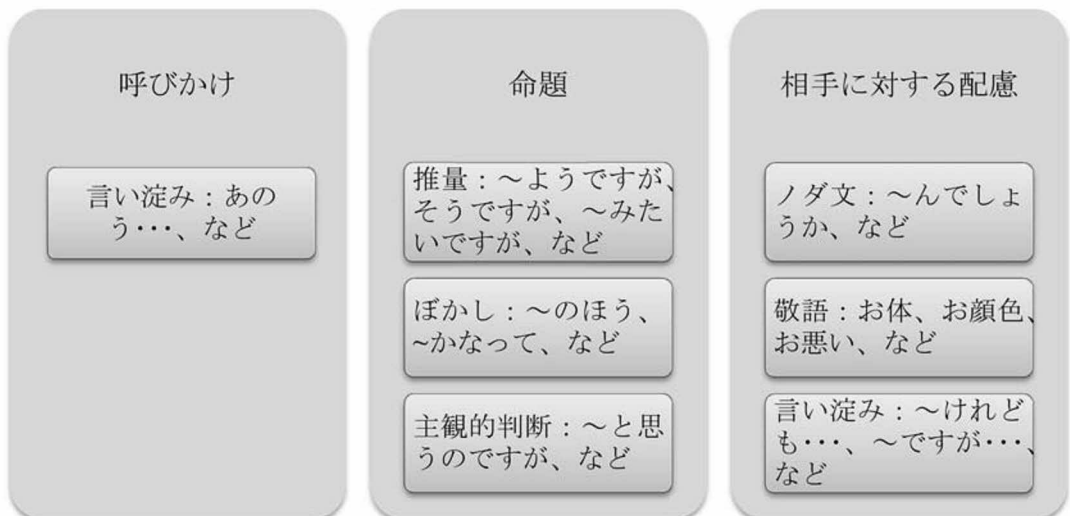 呼びかけ
言い淀み：あの
う･･･、など
命題
推量：～ようですが、
そうですが、～みた
いですが、など
ぼかし：～のほう、
~かなって、など
主観的判断：～と思
うのですが、など
相手に対する配慮
ノダ文：～んでしょ
うか、など
敬語：お体、お顔色、
お悪い、など
言い淀み：～けれど
も･･･、～ですが･･･、
など